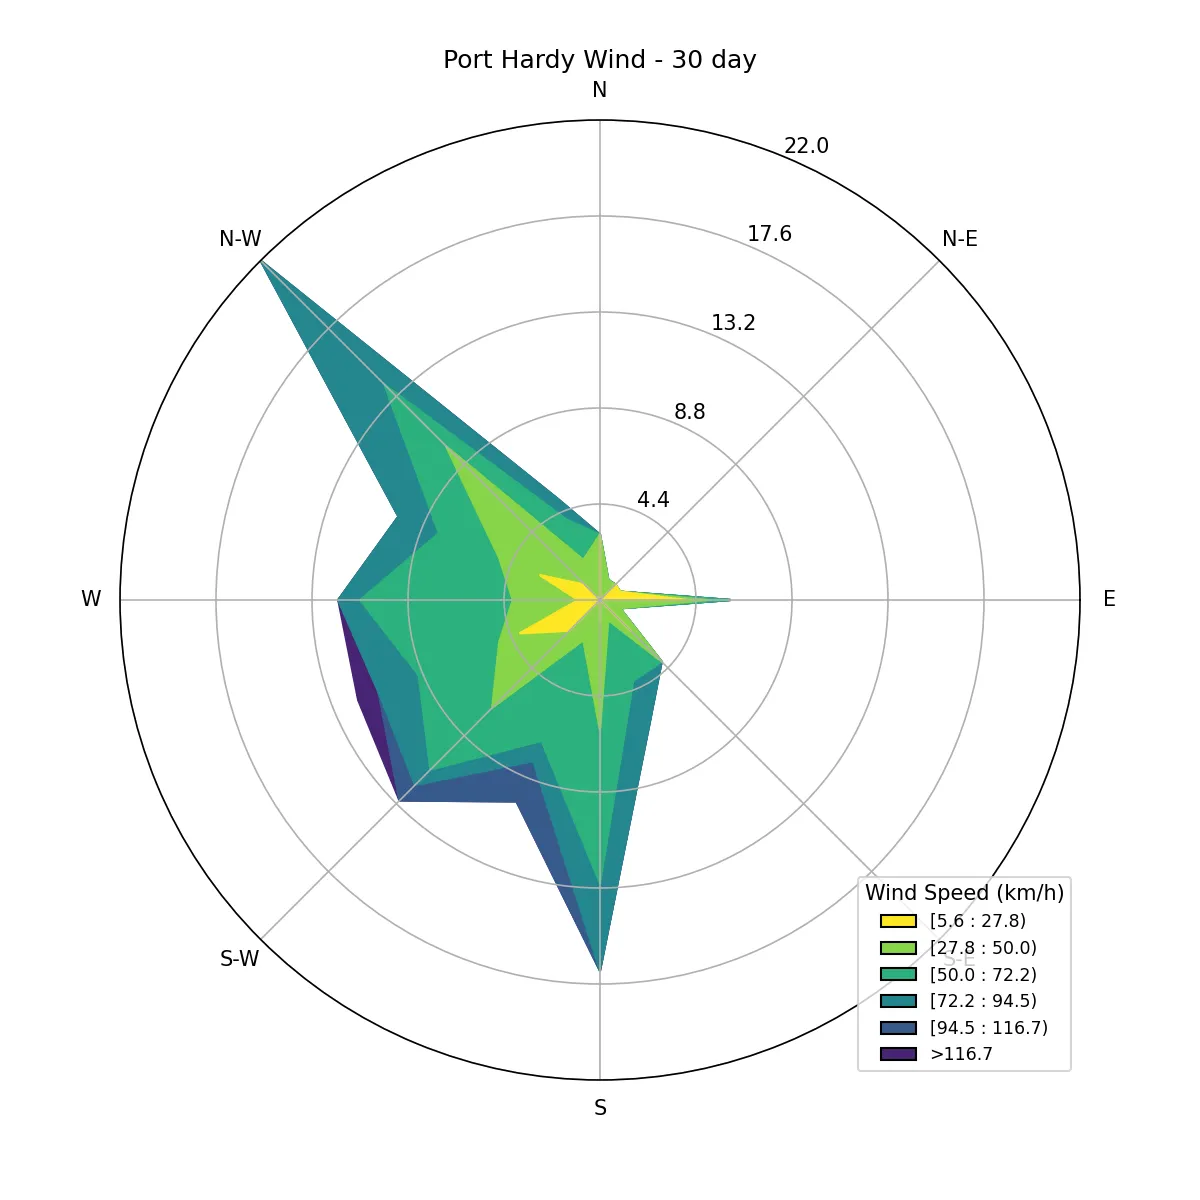 Port Hardy Wind - 30 day
N
22.0
N-W
17.6
N-E
13.2
8.8
4.4
W
E
S-W
S-E
S
Wind Speed (km/h)
[5.6 : 27.8)
[27.8 : 50.0)
[50.0 : 72.2)
[72.2 : 94.5)
[94.5 : 116.7)
>116.7